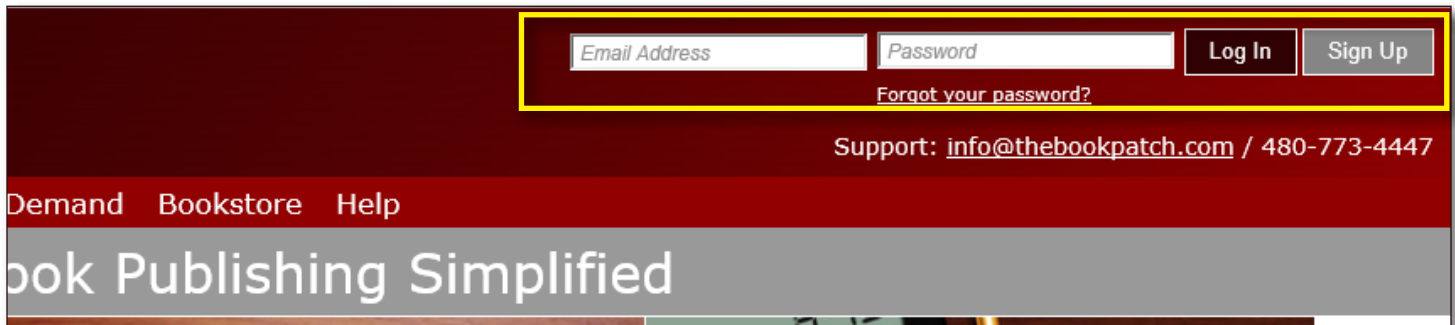 Email Address Password Log In Sign Up
Forgot your password?
Support: info@thebookpatch.com / 480-773-4447
Demand Bookstore Help
ook Publishing Simplified